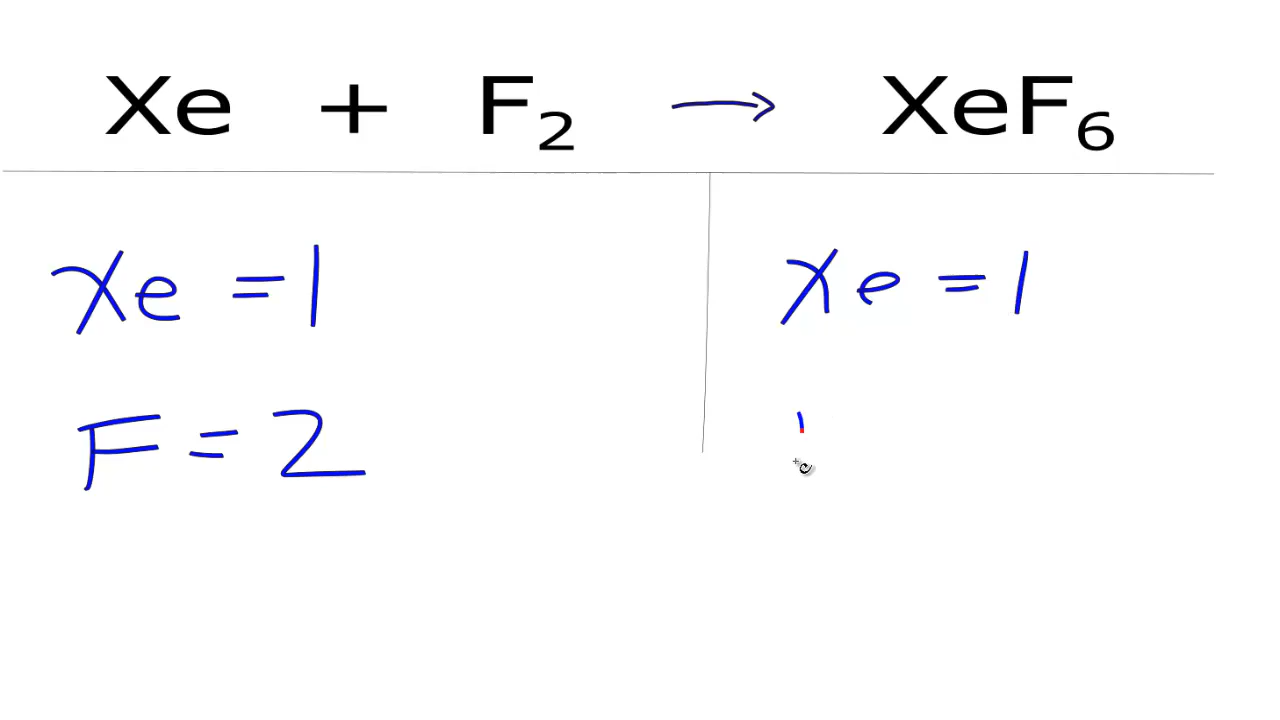 Xe + F₂ → XeF₆
Xe = 1
Xe = 1
F = 2